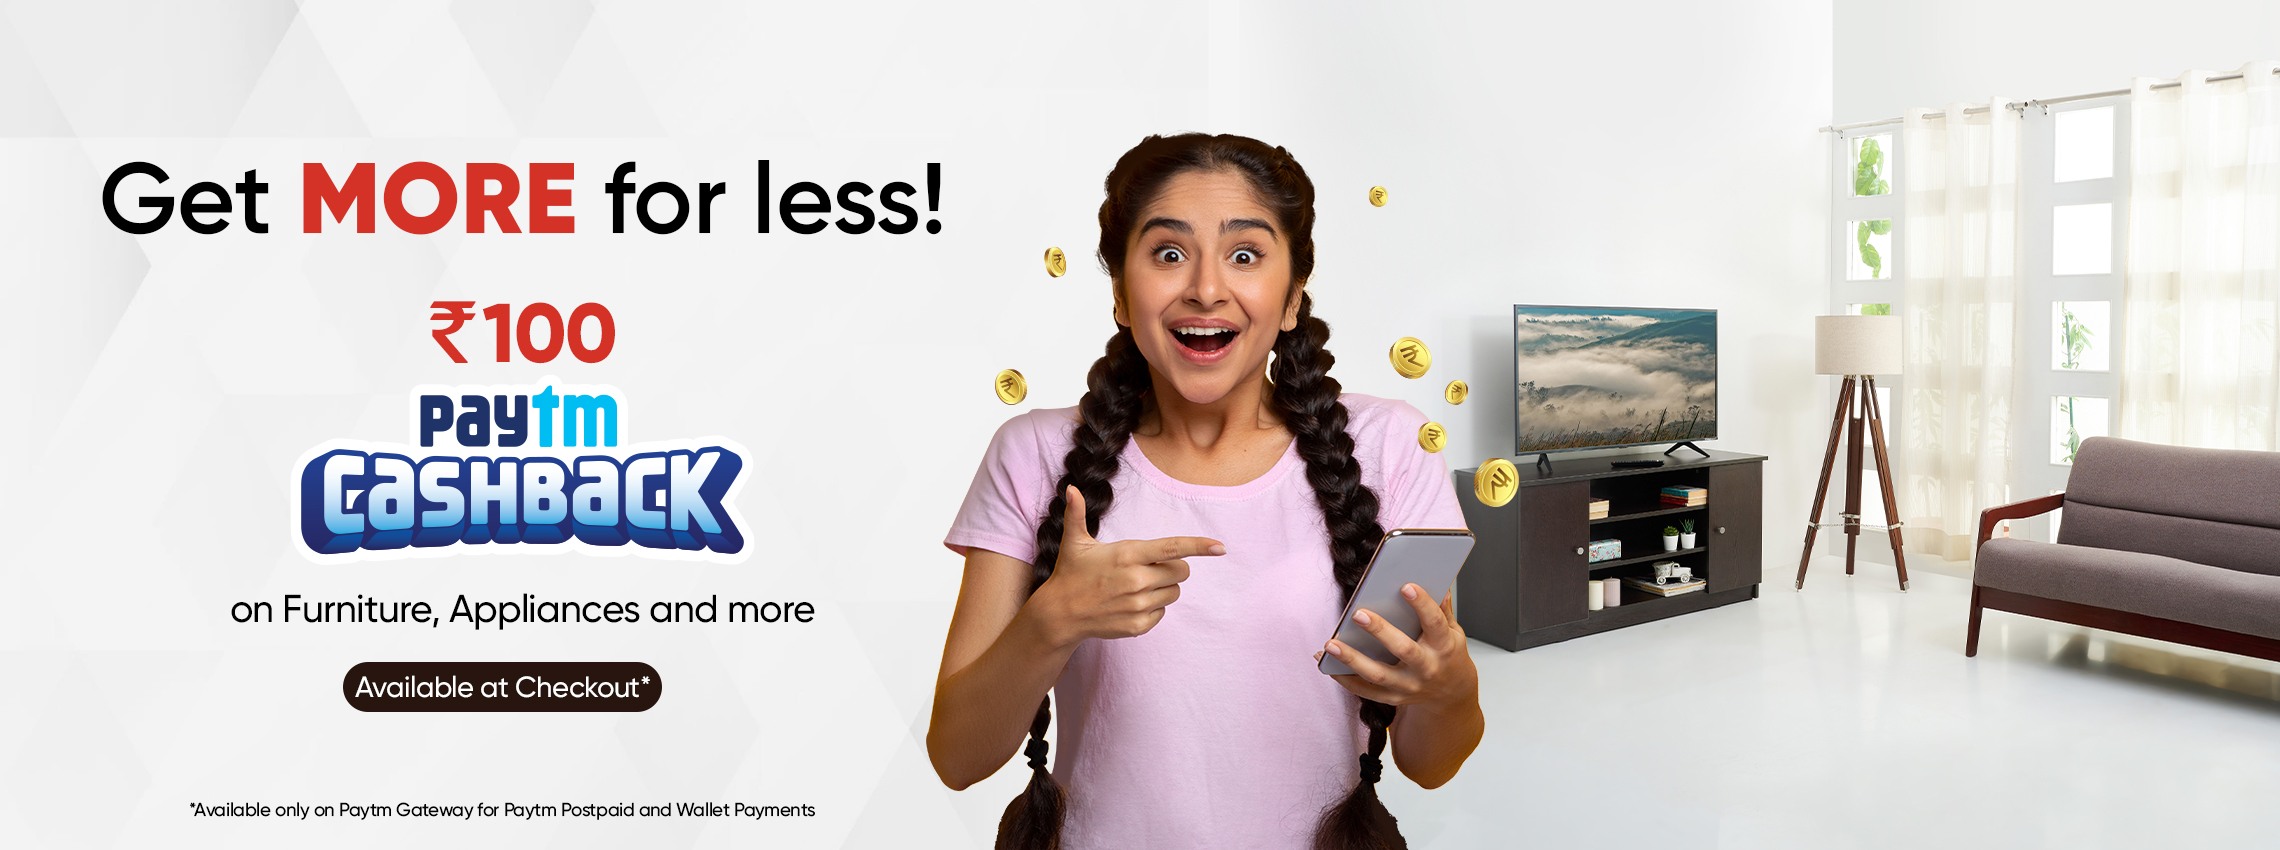 Get MORE for less!
₹100
paytm
CASHBACK
on Furniture, Appliances and more
Available at Checkout*
*Available only on Paytm Gateway for Paytm Postpaid and Wallet Payments